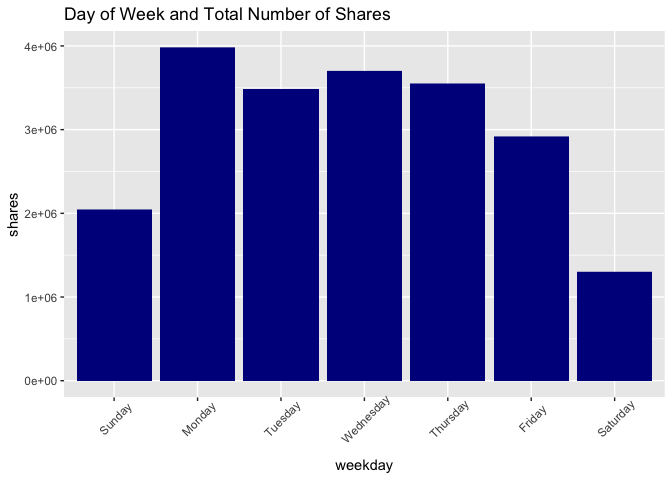 Day of Week and Total Number of Shares
4e+06
3e+06
2e+06
1e+06
0e+00
shares
Sunday
Monday
Tuesday
Wednesday
Thursday
Friday
Saturday
weekday